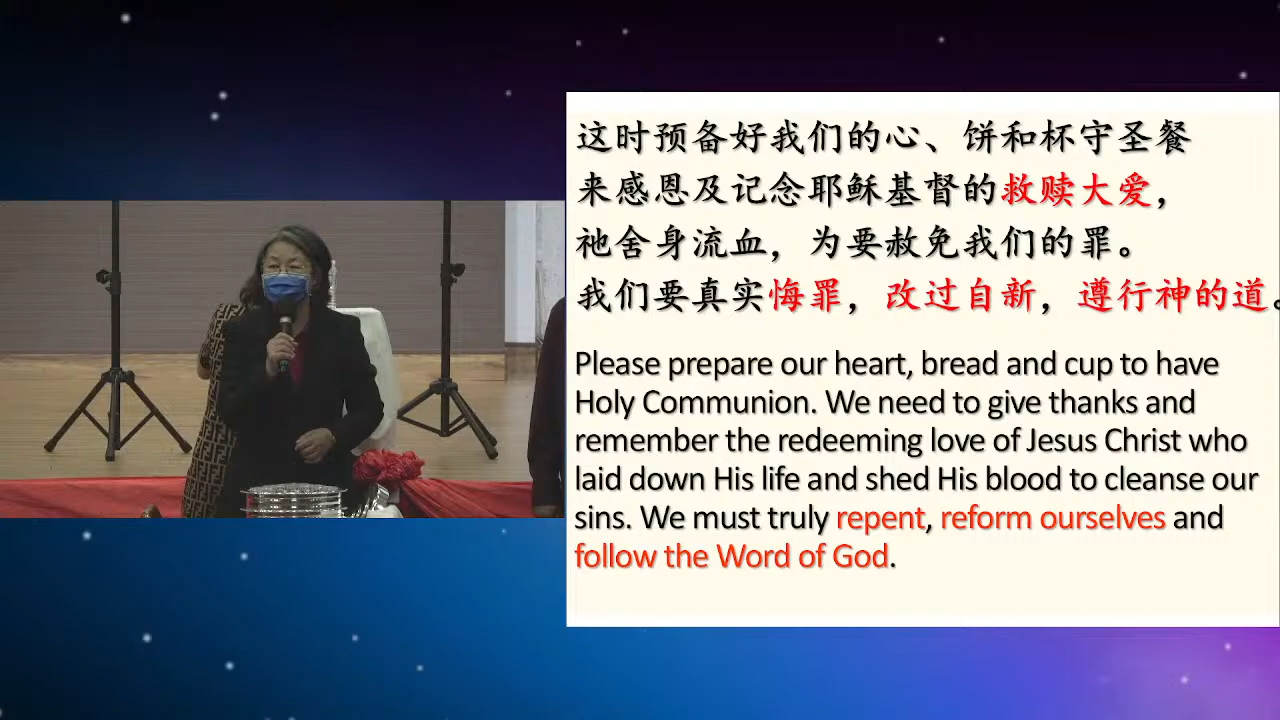 这时预备好我们的心、饼和杯守圣餐
来感恩及记念耶稣基督的救赎大爱，
祂舍身流血，为要赦免我们的罪。
我们要真实悔罪，改过自新，遵行神的道。
Please prepare our heart, bread and cup to have
Holy Communion. We need to give thanks and
remember the redeeming love of Jesus Christ who
laid down His life and shed His blood to cleanse our
sins. We must truly repent, reform ourselves and
follow the Word of God.